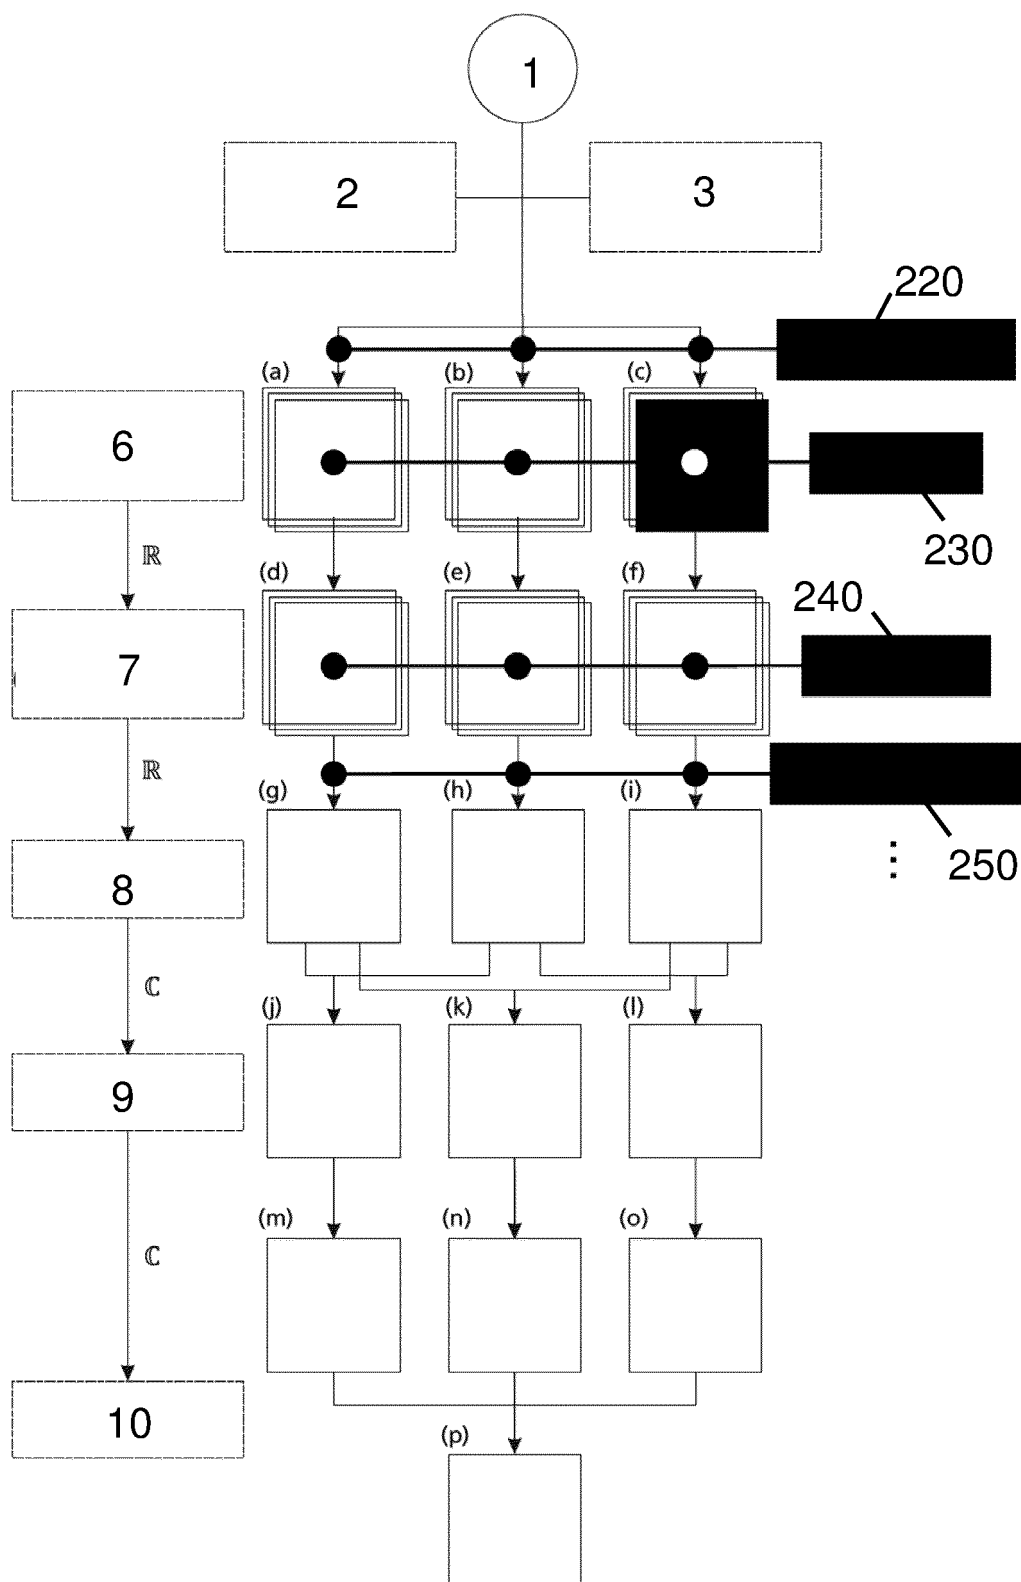 1
2
3
220
(a)
(b)
(c)
6
230
ℝ
(d)
(e)
(f)
240
7
ℝ
(g)
(h)
(i)
8
⋮
250
ℂ
(j)
(k)
(l)
9
(m)
(n)
(o)
ℂ
10
(p)